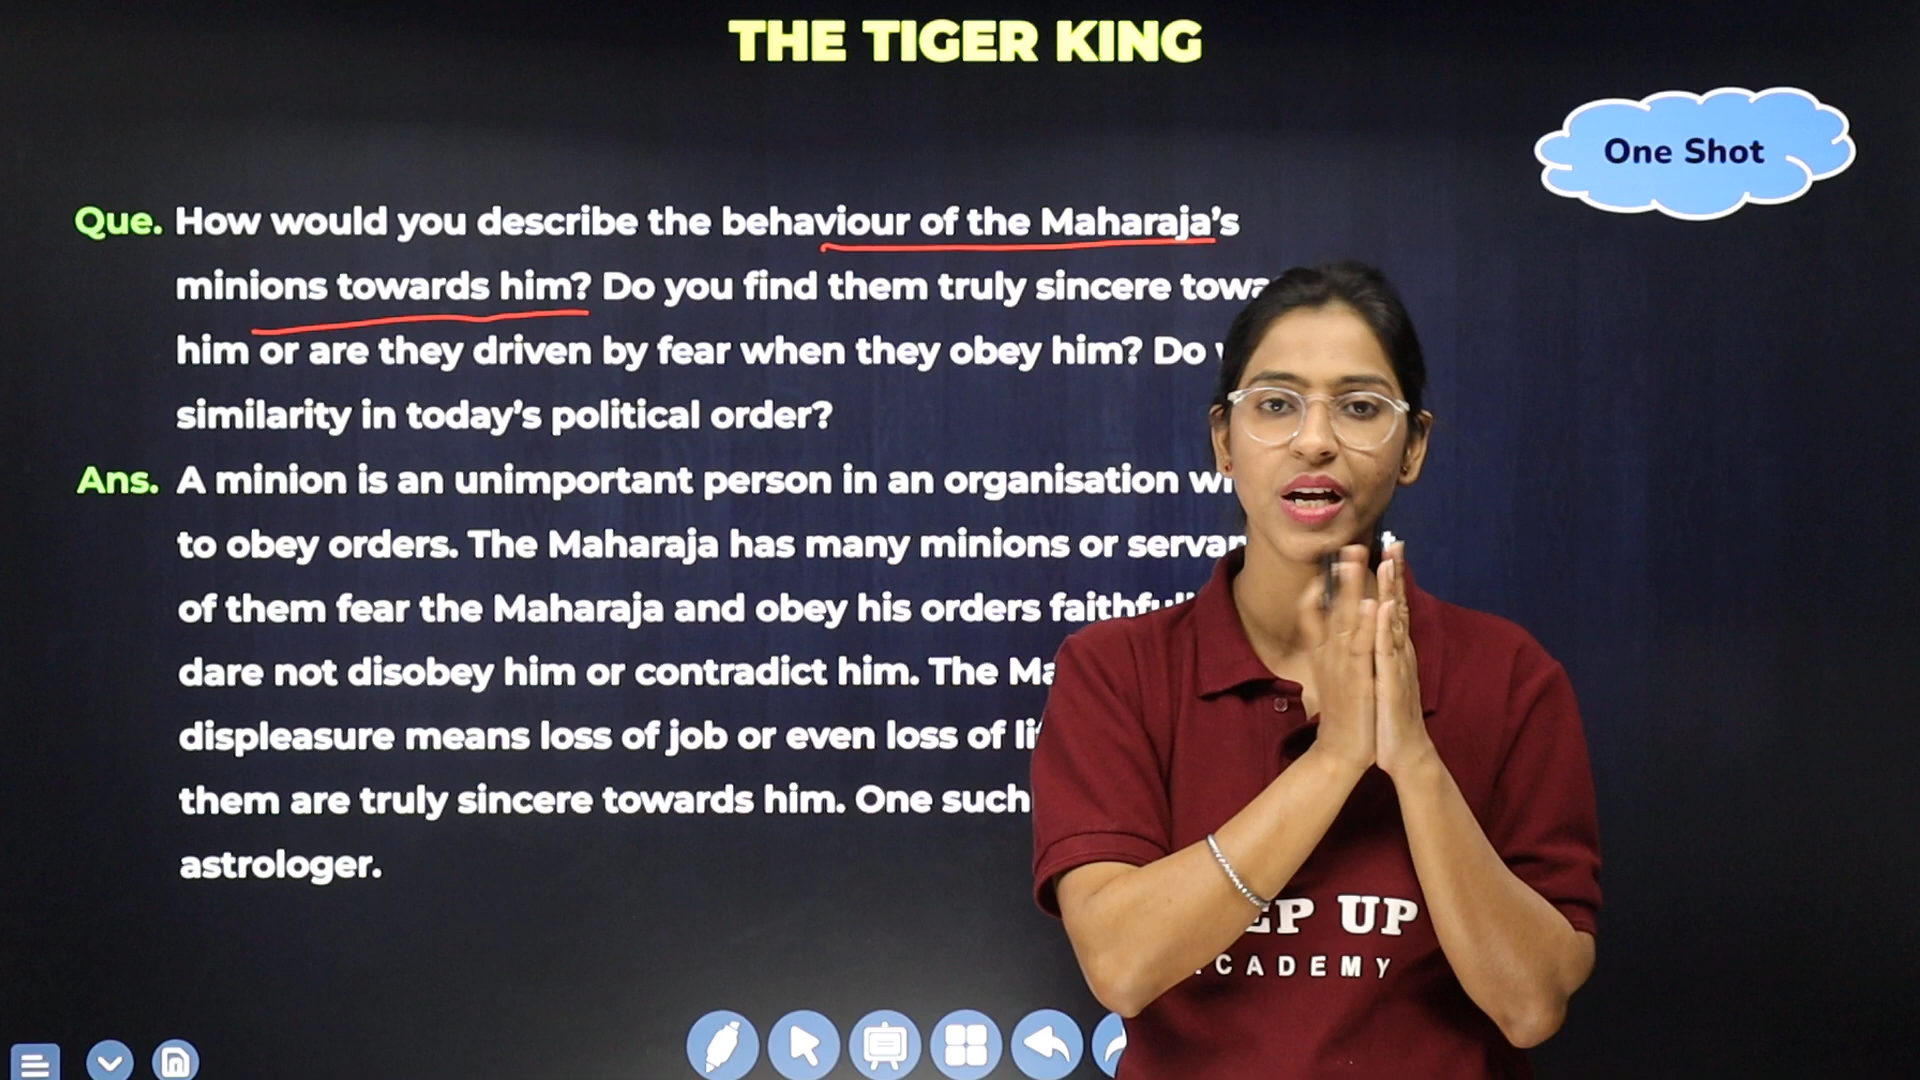 THE TIGER KING
One Shot
Que. How would you describe the behaviour of the Maharaja's
minions towards him? Do you find them truly sincere
him or are they driven by fear when they obey him? Do
similarity in today's political order?
Ans. A minion is an unimportant person in an organisation
to obey orders. The Maharaja has many minions or
of them fear the Maharaja and obey his orders
dare not disobey him or contradict him. The
displeasure means loss of job or even loss of
them are truly sincere towards him. One such
astrologer.
UP